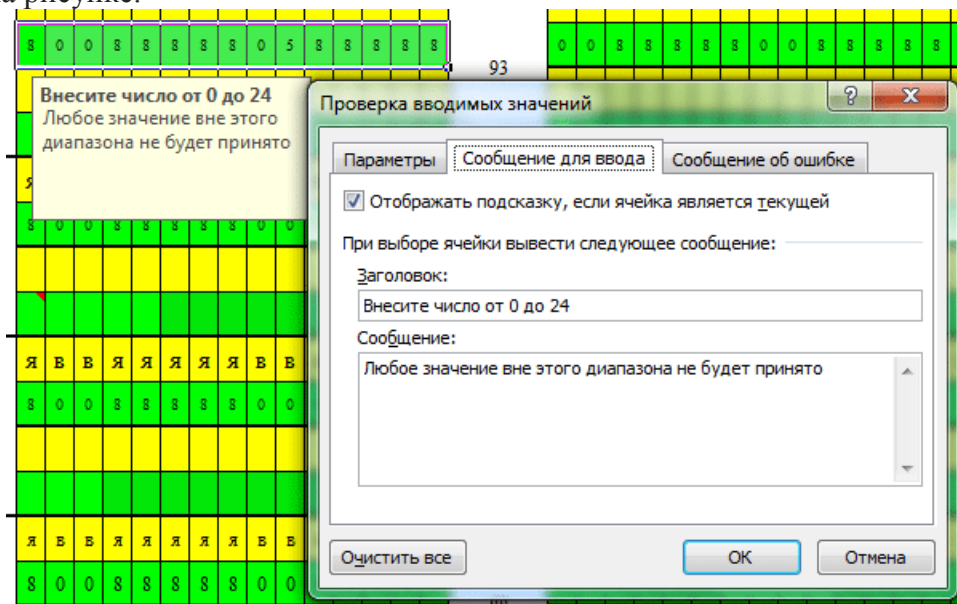 а рисунке.
8 0 0 8 8 8 8 8 0 5 8 8 8 8 8
0 0 8 8 8 8 8 0 0 8 8 8 8 8
93
Внесите число от 0 до 24
Любое значение вне этого
диапазона не будет принято
Проверка вводимых значений
Параметры
Сообщение для ввода
Сообщение об ошибке
Отображать подсказку, если ячейка является текущей
При выборе ячейки вывести следующее сообщение:
Заголовок:
Внесите число от 0 до 24
Сообщение:
Любое значение вне этого диапазона не будет принято
8 0 0 8 8 8 8 8 0 0
Я В В Я Я Я Я Я В В
8 0 0 8 8 8 8 8 0 0
Я В В Я Я Я Я Я В В
8 0 0 8 8 8 8 8 0 0
Очистить все
ОК
Отмена